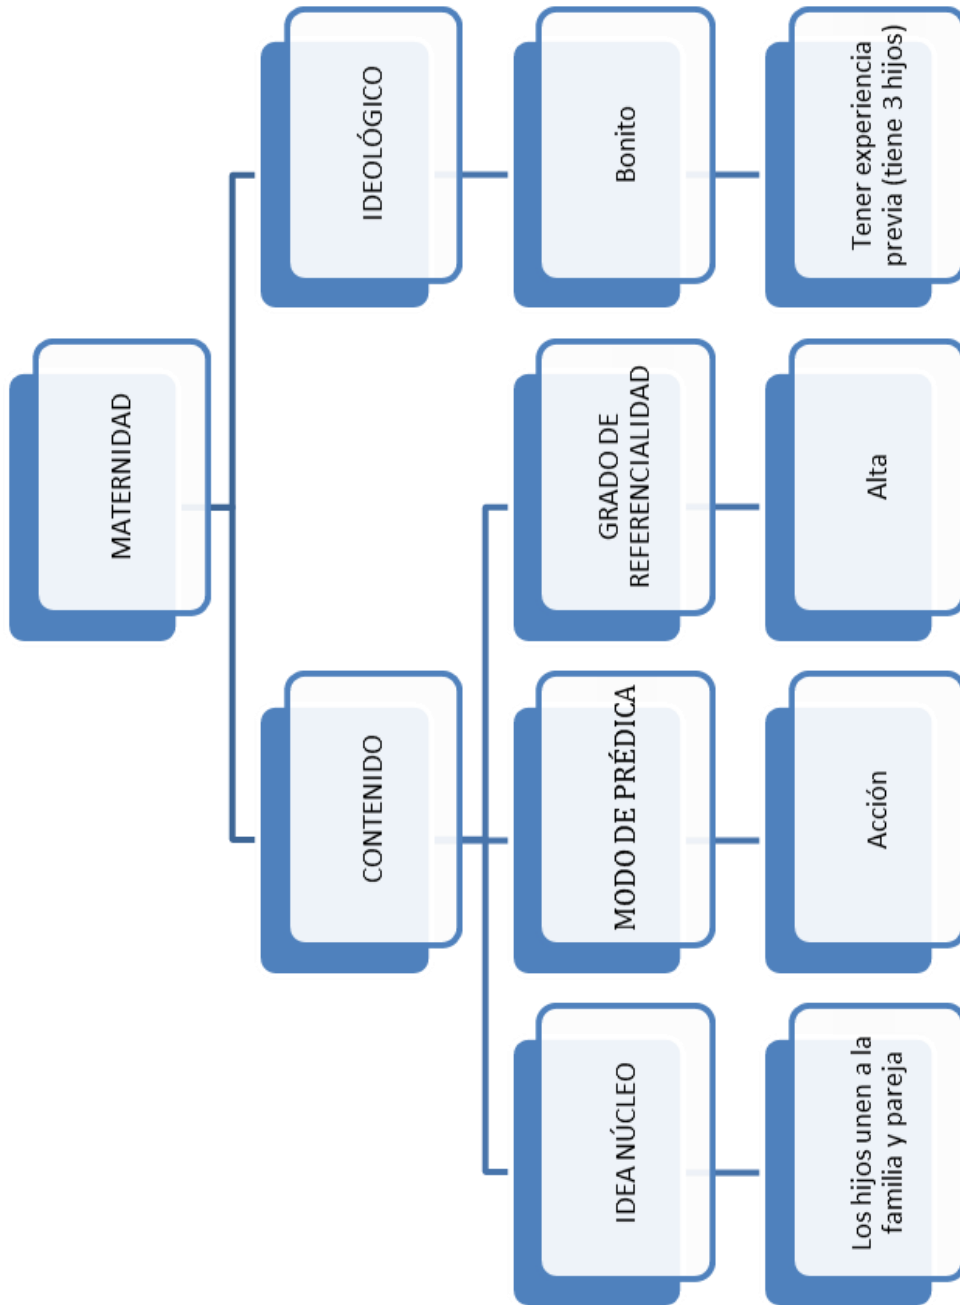 MATERNIDAD
CONTENIDO
IDEOLÓGICO
IDEA NÚCLEO
MODO DE PRÉDICA
GRADO DE
REFERENCIALIDAD
Bonito
Los hijos unen a la
familia y pareja
Acción
Alta
Tener experiencia
previa (tiene 3 hijos)